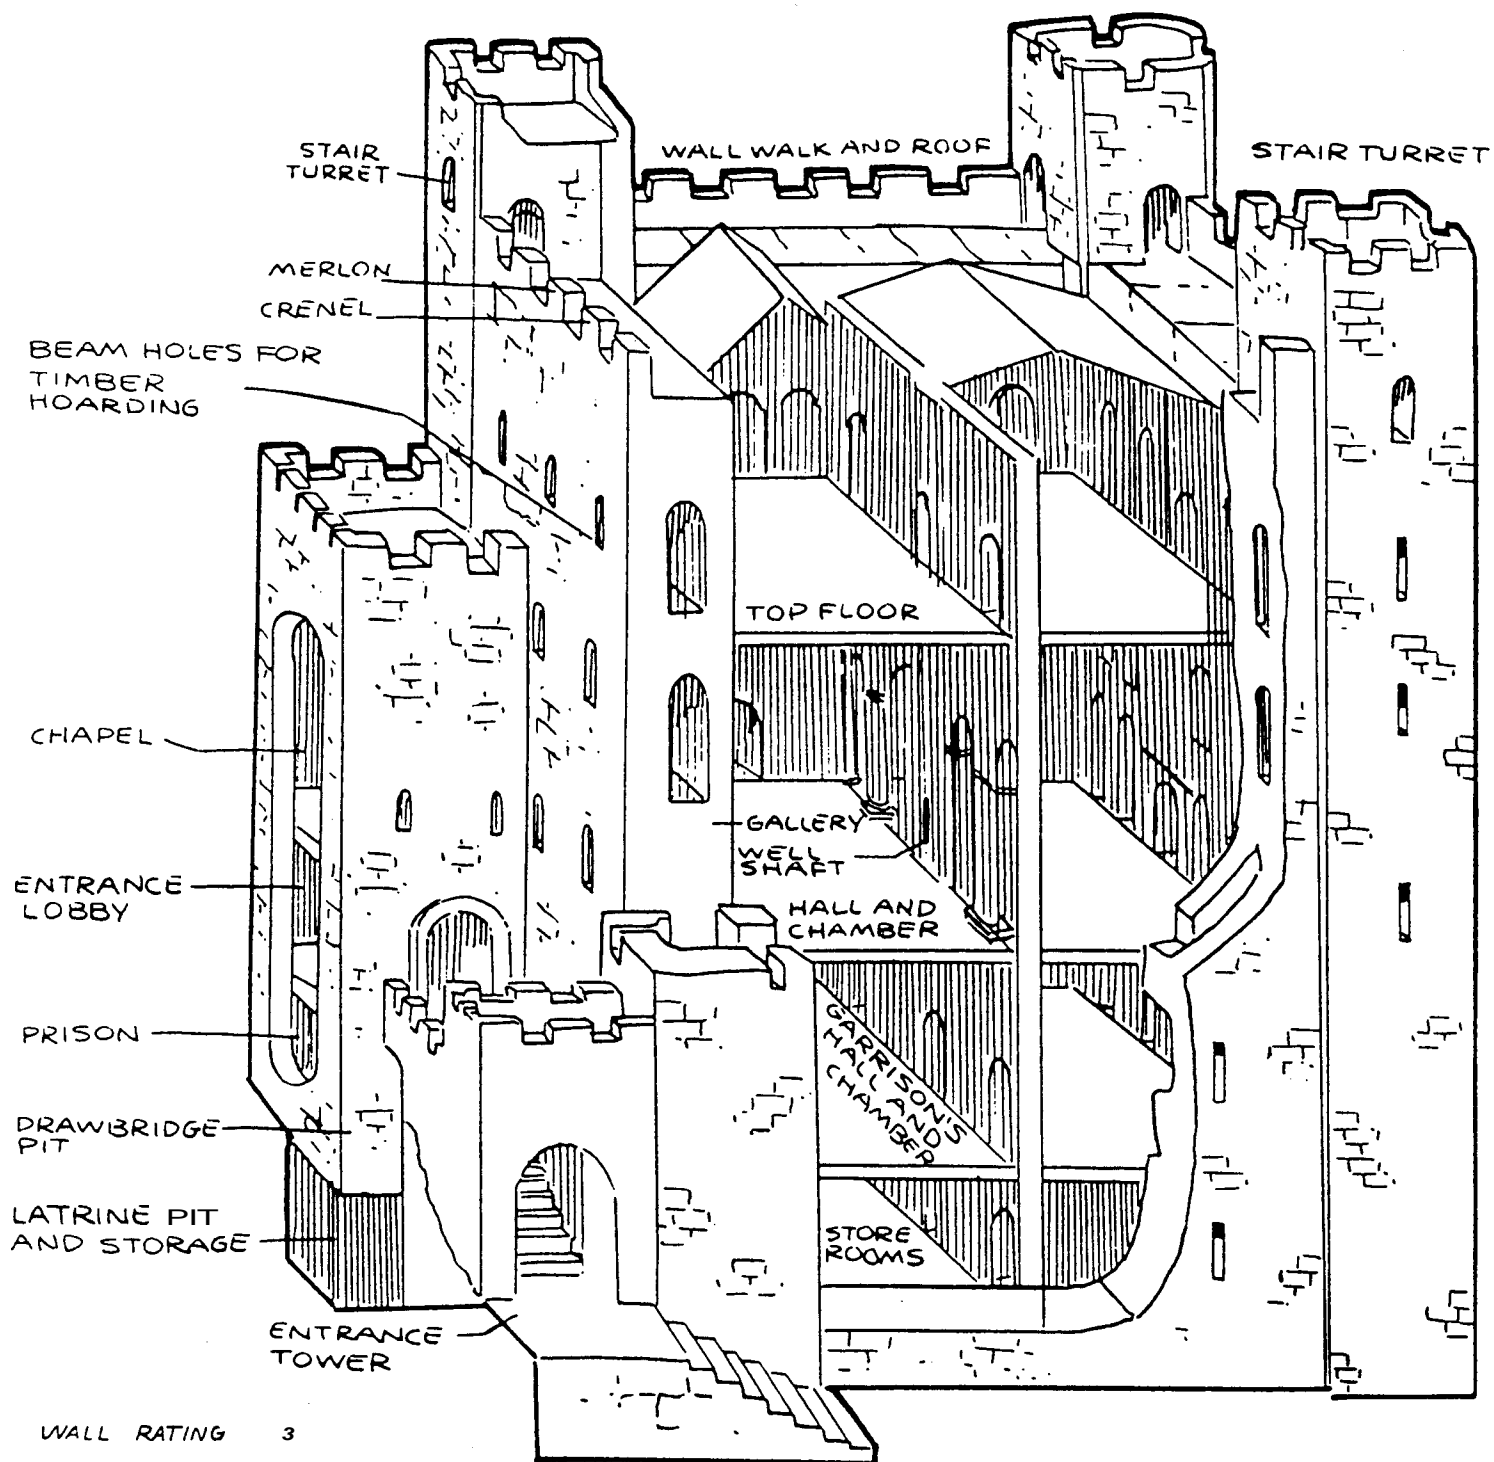 STAIR
TURRET
WALL WALK AND ROOF
STAIR TURRET
MERLON
CRENEL
BEAM HOLES FOR
TIMBER
HOARDING
TOP FLOOR
CHAPEL
GALLERY
WELL
SHAFT
ENTRANCE
LOBBY
HALL AND
CHAMBER
PRISON
GARRISON'S
HALL AND
CHAMBER
DRAWBRIDGE
PIT
LATRINE PIT
AND STORAGE
STORE
ROOMS
ENTRANCE
TOWER
WALL RATING 3